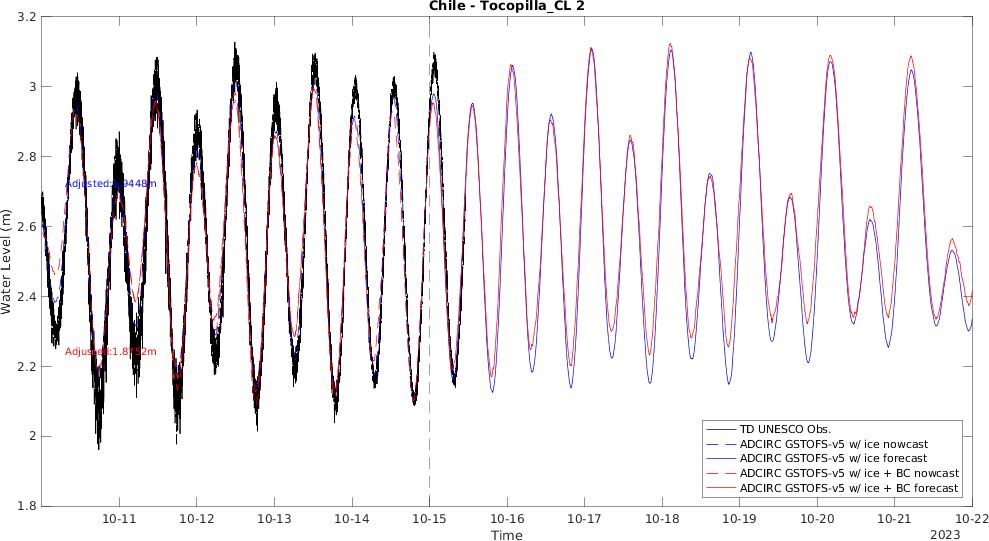 Chile - Tocopilla_CL 2
Water Level (m)
3.2
3
2.8
2.6
2.4
2.2
2
1.8
Adjusted:1.8752m
10-11
10-12
10-13
10-14
10-15
10-16
10-17
10-18
10-19
10-20
10-21
10-22
Time
2023
TD UNESCO Obs.
ADCIRC GSTOFS-v5 w/ ice nowcast
ADCIRC GSTOFS-v5 w/ ice forecast
ADCIRC GSTOFS-v5 w/ ice + BC nowcast
ADCIRC GSTOFS-v5 w/ ice + BC forecast